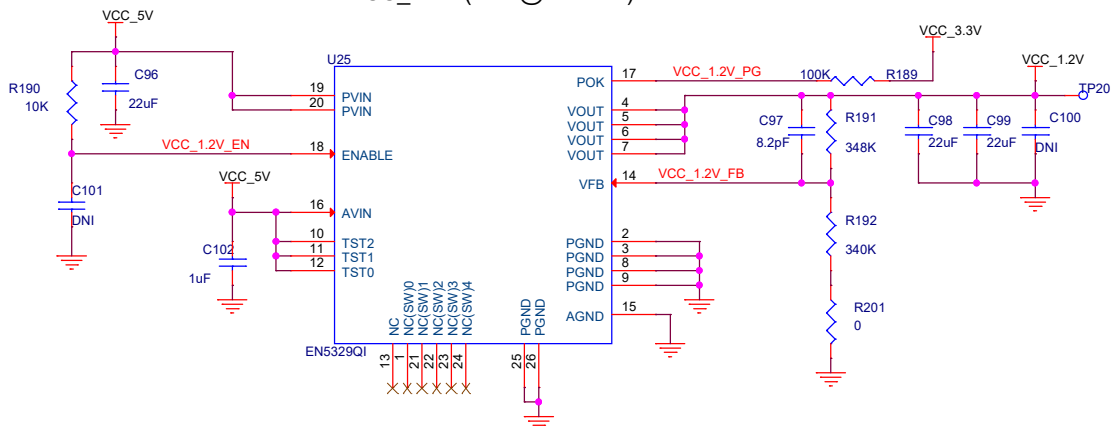 VCC_5V
VCC_3.3V
VCC_1.2V
R190
10K
C96
22uF
U25
19
PVIN
20
PVIN
VCC_1.2V_EN
18
ENABLE
VCC_5V
C101
DNI
16
AVIN
10
TST2
11
TST1
12
TST0
C102
1uF
EN5329QI
13
NC
1
NC(SW)0
21
NC(SW)1
22
NC(SW)2
23
NC(SW)3
24
NC(SW)4
25
PGND
26
PGND
POK
17
VCC_1.2V_PG
100K
R189
VOUT
4
VOUT
5
VOUT
6
VOUT
7
TP20
C97
8.2pF
R191
348K
C98
22uF
C99
22uF
C100
DNI
VFB
14
VCC_1.2V_FB
R192
340K
PGND
2
PGND
3
PGND
8
PGND
9
AGND
15
R201
0